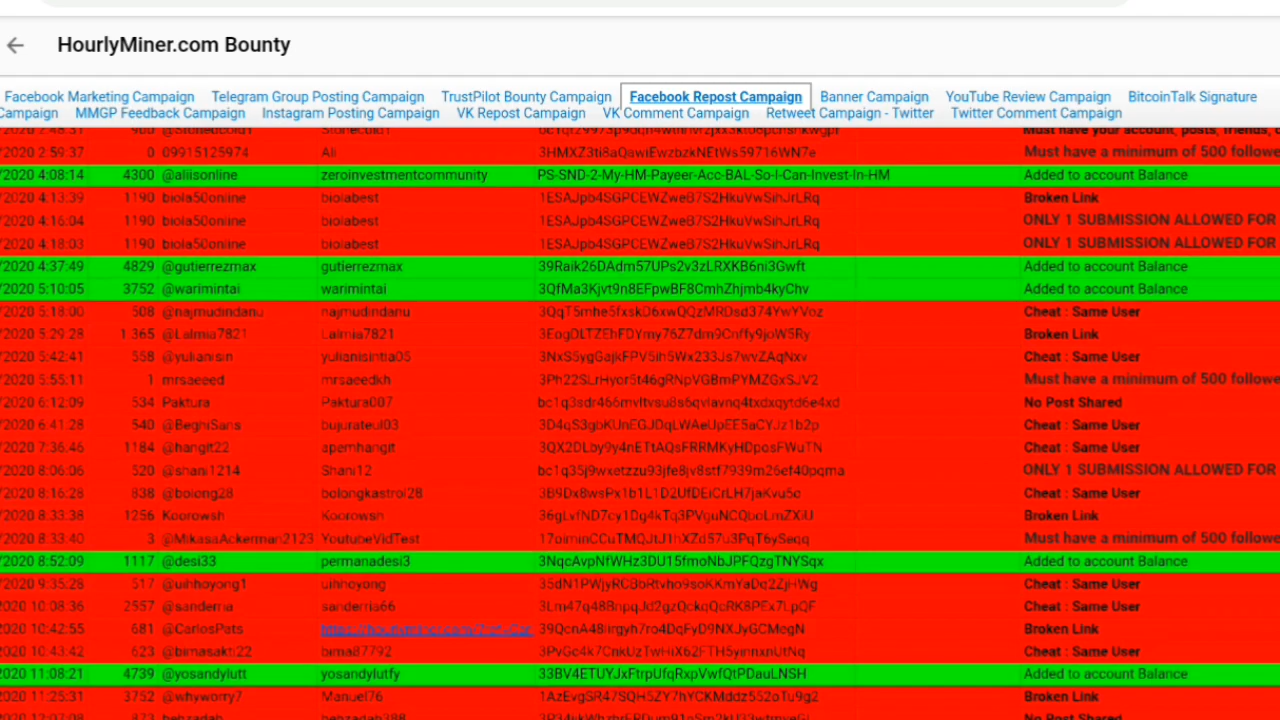 HourlyMiner.com Bounty
Facebook Marketing Campaign Telegram Group Posting Campaign TrustPilot Bounty Campaign Facebook Repost Campaign Banner Campaign YouTube Review Campaign BitcoinTalk Signature
Campaign MMGP Feedback Campaign Instagram Posting Campaign VK Repost Campaign VK Comment Campaign Retweet Campaign - Twitter Twitter Comment Campaign
/2020 2:59:37 0 09915125974 Ali Must have a minimum of 500 followe
/2020 4:08:14 4300 @aliisonline zeroinvestmentcommunity PS-SND-2-My-HM-Payeer-Acc-BAL-So-I-Can-Invest-In-HM Added to account Balance
/2020 4:13:39 1190 biola50online biolabest 1ESAJpb4SGPCEWZweB7S2HkuVwSihJrLRq Broken Link
/2020 4:16:04 1190 biola50online biolabest 1ESAJpb4SGPCEWZweB7S2HkuVwSihJrLRq ONLY 1 SUBMISSION ALLOWED FOR
/2020 4:18:03 1190 biola50online biolabest 1ESAJpb4SGPCEWZweB7S2HkuVwSihJrLRq ONLY 1 SUBMISSION ALLOWED FOR
/2020 4:37:49 4829 @gutierrezmax gutierrezmax 39Raik26DAdm57UPs2v3zLRXKB6ni3Gwft Added to account Balance
/2020 5:10:05 3752 @warimintai warimintai 3QfMa3Kjvt9n8EFpwBF8CmhZhjmb4kyChv Added to account Balance
/2020 5:18:00 508 @najmudindanu najmudindanu 3QqT5mhe5fxskD6xwQQzMRDsd374YwYVoz Cheat : Same User
/2020 5:29:28 1 365 @Lalmia7821 Lalmia7821 Broken Link
/2020 5:42:41 558 @yulianisin yulianisintia05 Cheat : Same User
/2020 5:55:11 1 mrsaeeed mrsaeedkh 3Ph22SLrHyor5t46gRNpVGBmPYMZGxSJV2 Must have a minimum of 500 followe
/2020 6:12:09 534 Paktura Paktura007 No Post Shared
/2020 6:41:28 540 @BeghiSans bujurateul03 Cheat : Same User
/2020 7:36:46 1184 @hangit22 apemhangit 3QX2DLby9y4nETtAQsFRRMKyHDposFWuTN Cheat : Same User
/2020 8:06:06 520 @shani1214 Shani12 bc1q35j9wxetzzu93jfe8jv8stf7939m26ef40pqma ONLY 1 SUBMISSION ALLOWED FOR
/2020 8:16:28 838 @bolong28 bolongkastrol28 Cheat : Same User
/2020 8:33:38 1256 Koorowsh Koorowsh Broken Link
/2020 8:33:40 3 @MikasaAckerman2123 YoutubeVidTest Must have a minimum of 500 followe
/2020 8:52:09 1117 @desi33 permanadesi3 3NqcAvpNfWHz3DU15fmoNbJPFQzgTNYSqx Added to account Balance
/2020 9:35:28 517 @uihhoyong1 uihhoyong Cheat : Same User
2020 10:08:36 2557 @sanderria sanderria66 Cheat : Same User
2020 10:42:55 681 @CarlosPats Broken Link
2020 10:43:42 623 @bimasakti22 bima87792 Cheat : Same User
2020 11:08:21 4739 @yosandylutt yosandylutfy 33BV4ETUYJxFtrpUfqRxpVwfQtPDauLNSH Added to account Balance
2020 11:25:31 3752 @whyworry7 Manuel76 1AzEvgSR47SQH5ZY7hYCKMddz552oTu9g2 Broken Link
No Post Shared